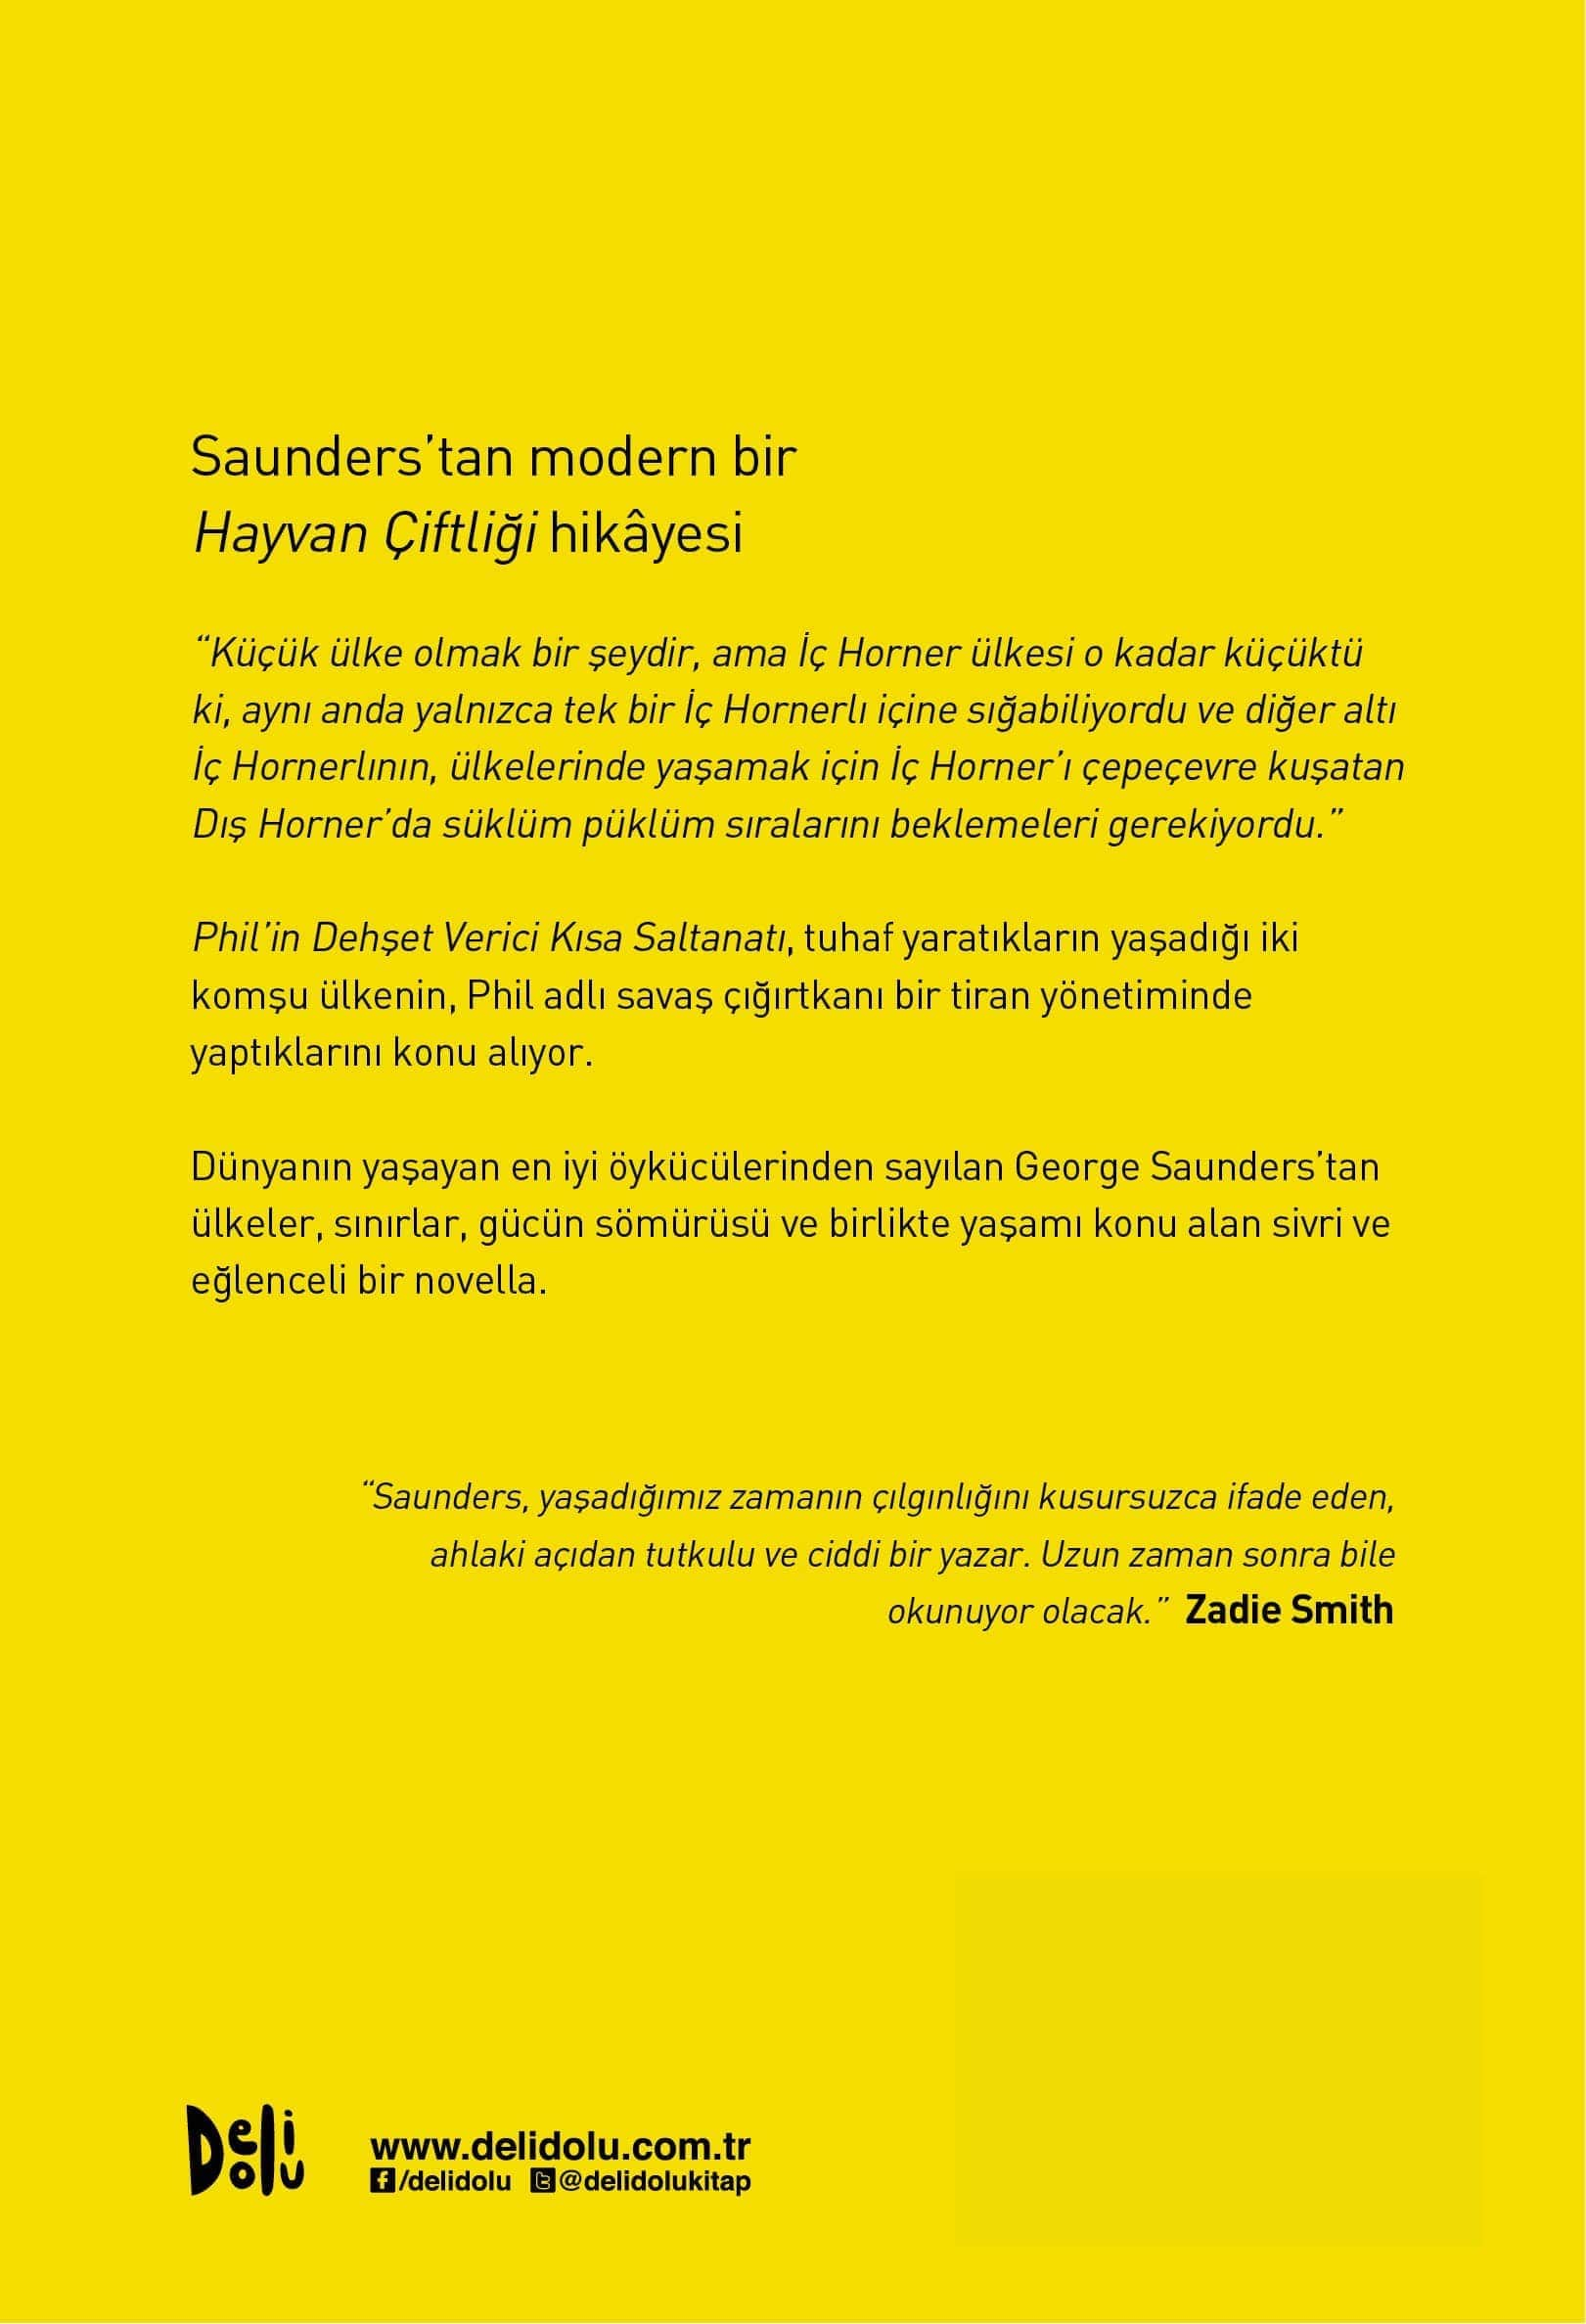 Saunders’tan modern bir
Hayvan Çiftliği hikâyesi
“Küçük ülke olmak bir şeydir, ama İç Horner ülkesi o kadar küçüktü
ki, aynı anda yalnızca tek bir İç Hornerlı içine sığabiliyordu ve diğer altı
İç Hornerlının, ülkelerinde yaşamak için İç Horner’ı çepeçevre kuşatan
Dış Horner’da süklüm püklüm sıralarını beklemeleri gerekiyordu.”
Phil’in Dehşet Verici Kısa Saltanatı, tuhaf yaratıkların yaşadığı iki
komşu ülkenin, Phil adlı savaş çığırtkanı bir tiran yönetiminde
yaptıklarını konu alıyor.
Dünyanın yaşayan en iyi öykücülerinden sayılan George Saunders’tan
ülkeler, sınırlar, gücün sömürüsü ve birlikte yaşamı konu alan sivri ve
eğlenceli bir novella.
“Saunders, yaşadığımız zamanın çılgınlığını kusursuzca ifade eden,
ahlaki açıdan tutkulu ve ciddi bir yazar. Uzun zaman sonra bile
okunuyor olacak.” Zadie Smith
Deli
Dolu
www.delidolu.com.tr
/delidolu @delidolukitap